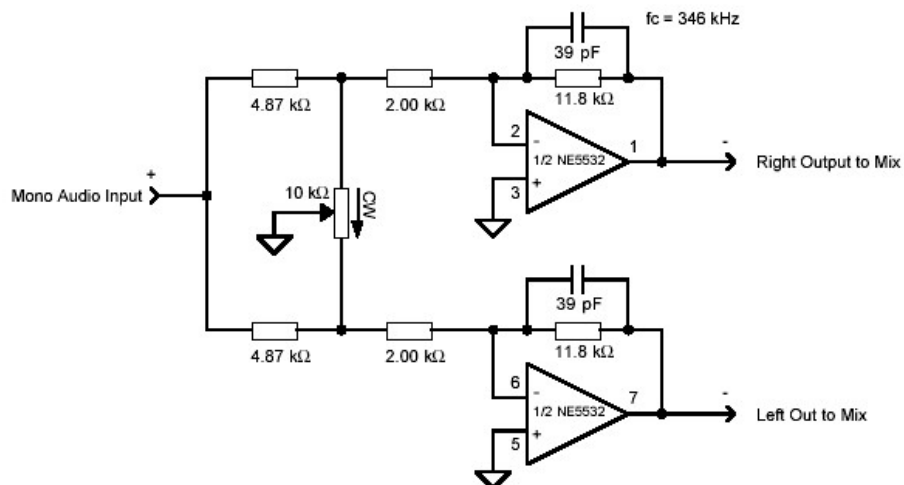 fc = 346 kHz
39 pF
4.87 kΩ
2.00 kΩ
11.8 kΩ
2
-
1/2 NE5532
1
-
3
+
Right Output to Mix
+
Mono Audio Input
10 kΩ
CW
39 pF
4.87 kΩ
2.00 kΩ
11.8 kΩ
6
-
1/2 NE5532
7
-
5
+
Left Out to Mix